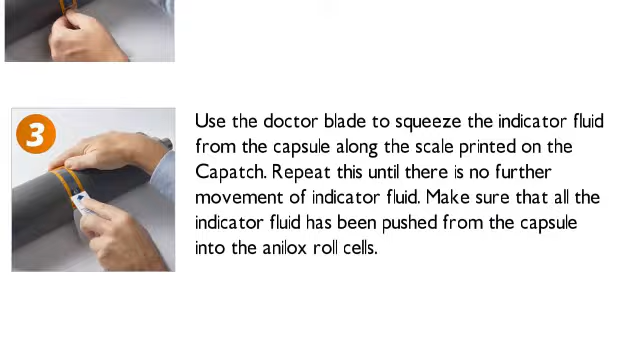 3
Use the doctor blade to squeeze the indicator fluid
from the capsule along the scale printed on the
Capatch. Repeat this until there is no further
movement of indicator fluid. Make sure that all the
indicator fluid has been pushed from the capsule
into the anilox roll cells.